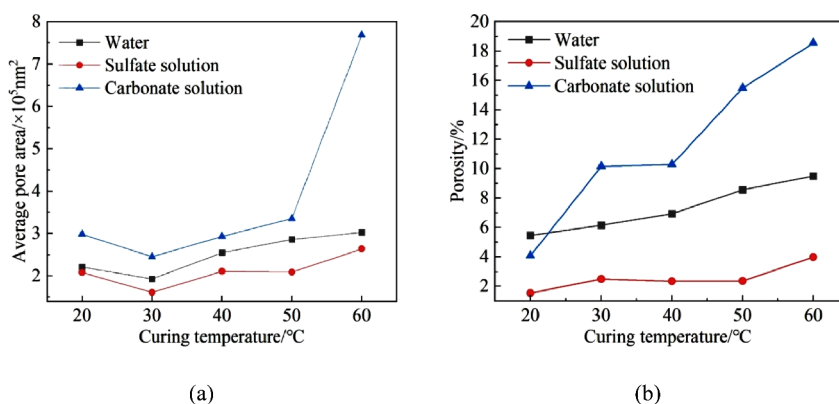 8
7
6
5
4
3
2
Average pore area/×10⁵nm²
Water
Sulfate solution
Carbonate solution
20 30 40 50 60
Curing temperature/℃
(a)
20
18
16
14
12
10
8
6
4
2
Porosity/%
Water
Sulfate solution
Carbonate solution
20 30 40 50 60
Curing temperature/℃
(b)